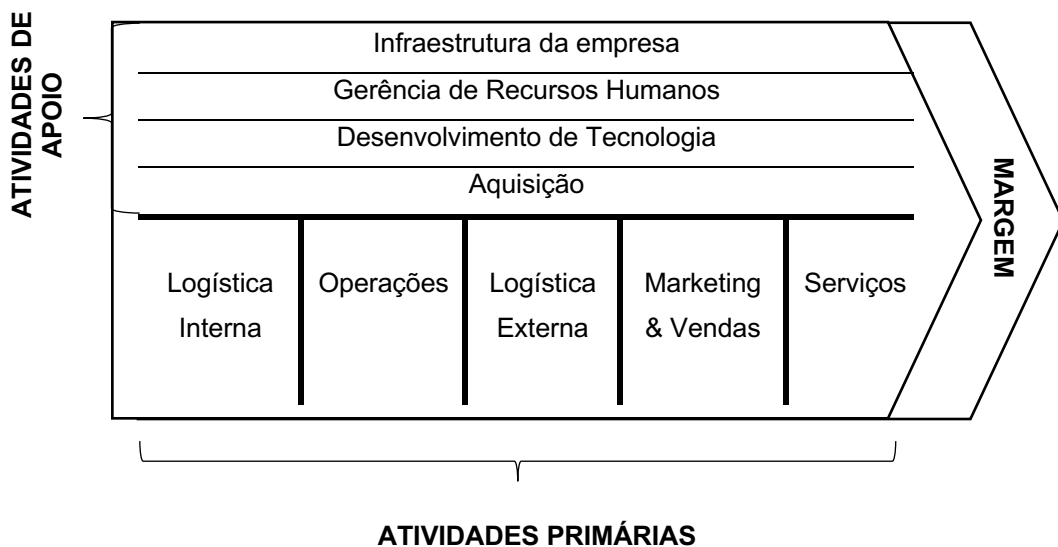 ATIVIDADES DE
APOIO
Infraestrutura da empresa
Gerência de Recursos Humanos
Desenvolvimento de Tecnologia
Aquisição
Logística
Interna
Operações
Logística
Externa
Marketing
& Vendas
Serviços
MARGEM
ATIVIDADES PRIMÁRIAS